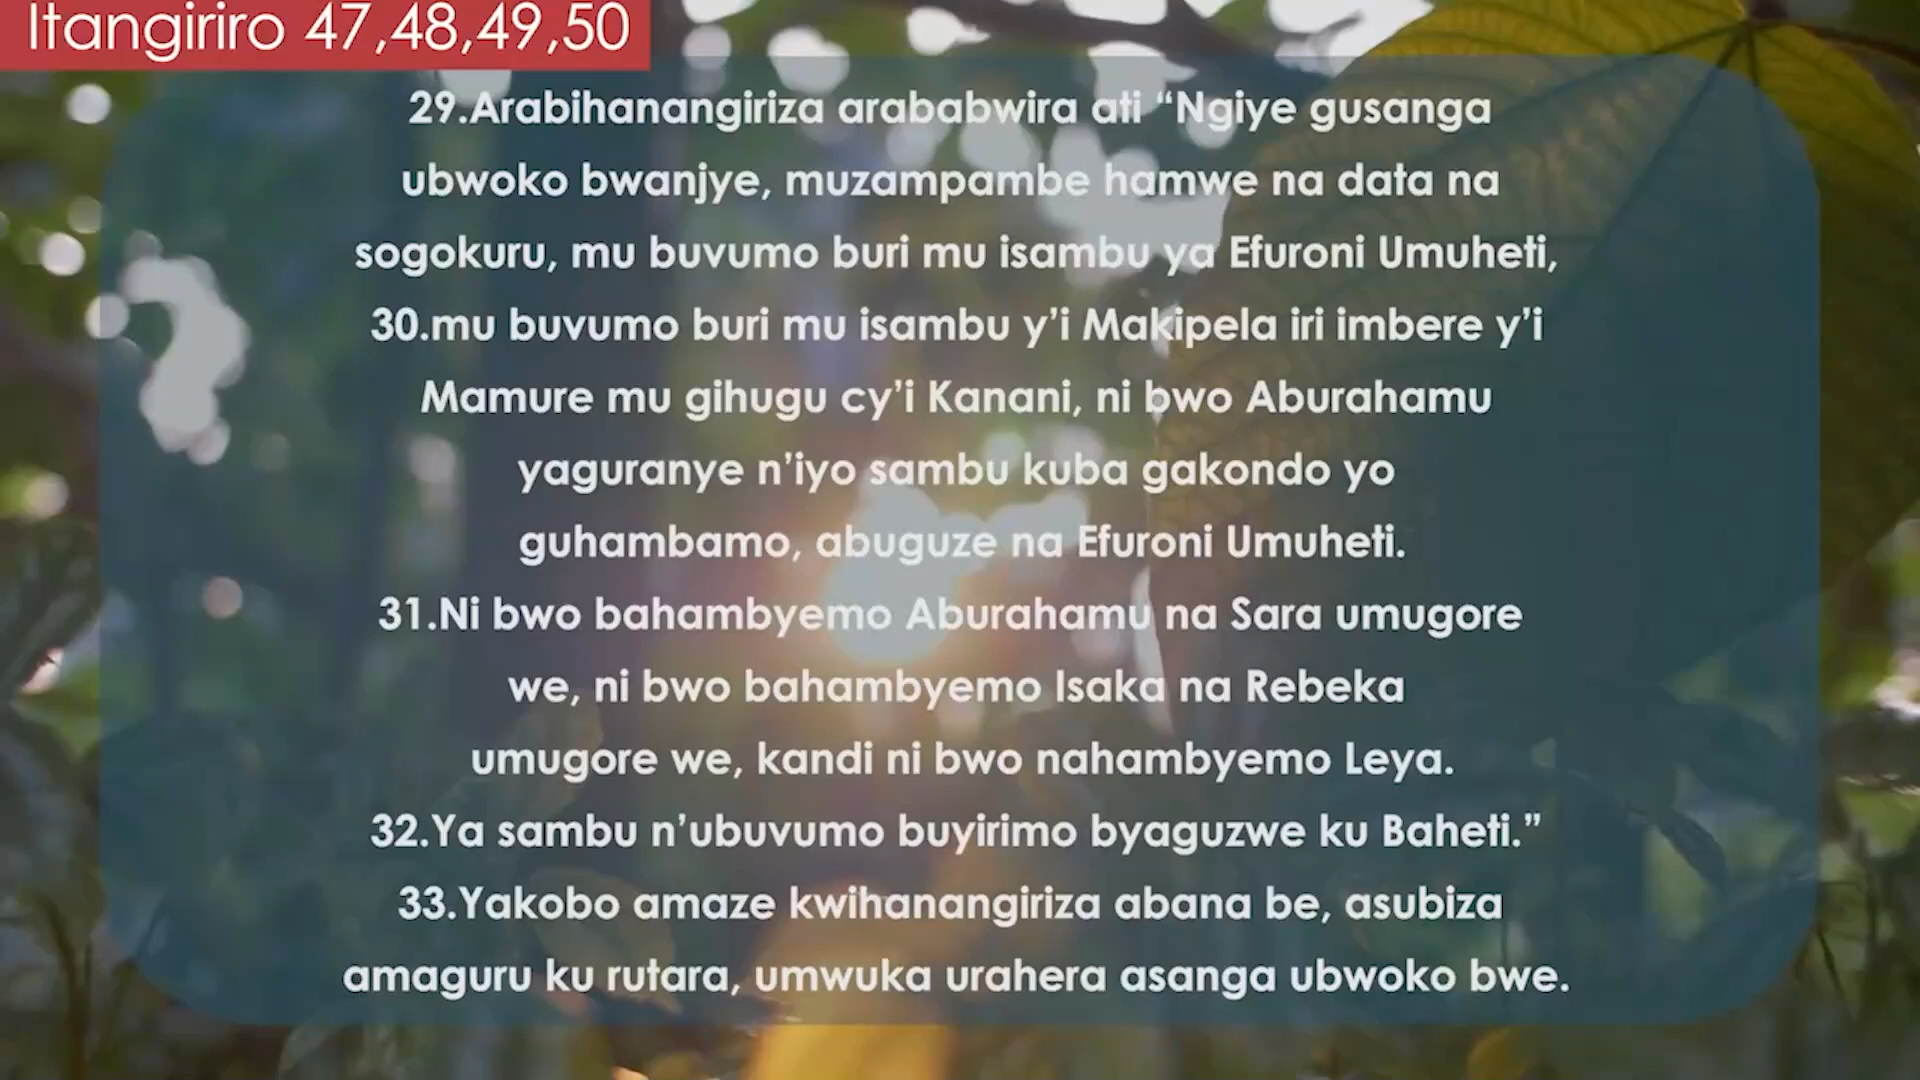 Itangiriro 47,48,49,50
29.Arabihanangiriza arababwira ati “Ngiye gusanga
ubwoko bwanjye, muzampambe hamwe na data na
sogokuru, mu buvumo buri mu isambu ya Efuroni Umuheti,
30.mu buvumo buri mu isambu y’i Makipela iri imbere y’i
Mamure mu gihugu cy’i Kanani, ni bwo Aburahamu
yaguranye n’iyo sambu kuba gakondo yo
guhambamo, abuguze na Efuroni Umuheti.
31.Ni bwo bahambyemo Aburahamu na Sara umugore
we, ni bwo bahambyemo Isaka na Rebeka
umugore we, kandi ni bwo nahambyemo Leya.
32.Ya sambu n’ubuvumo buyirimo byaguzwe ku Baheti.”
33.Yakobo amaze kwihanangiriza abana be, asubiza
amaguru ku rutara, umwuka urahera asanga ubwoko bwe.